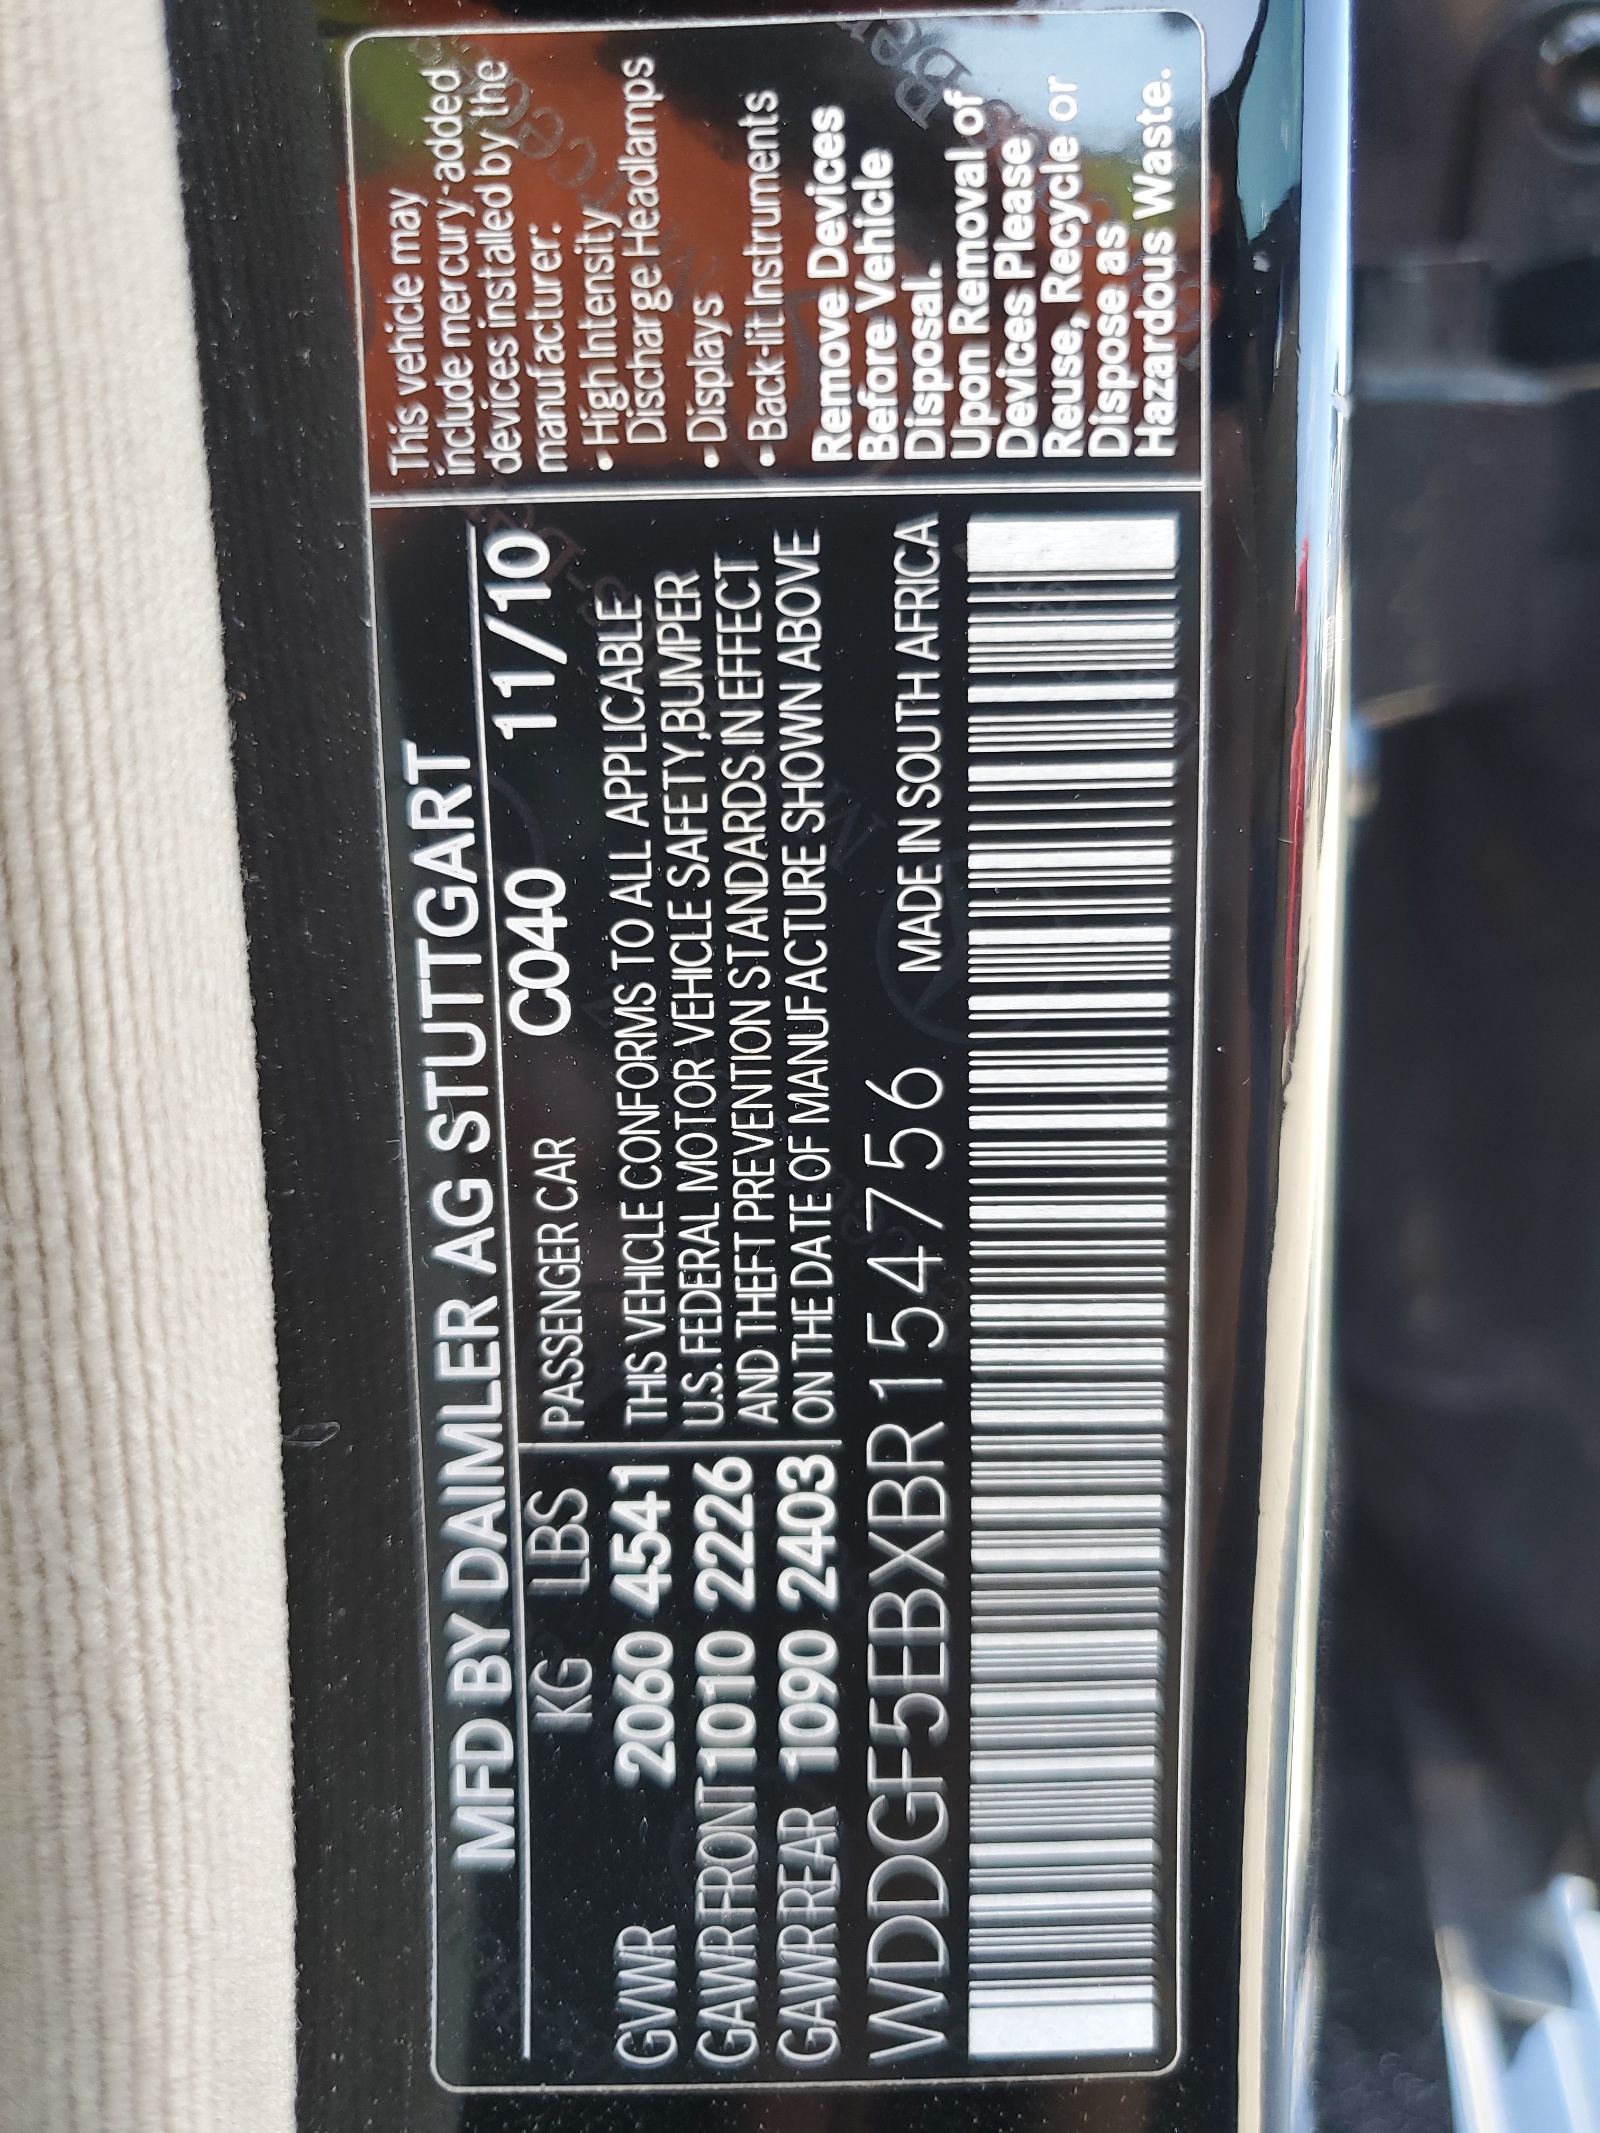 MFD BY DAIMLER AG STUTTGART
KG LBS PASSENGER CAR C040 11/10
GVWR 2060 4541 THIS VEHICLE CONFORMS TO ALL APPLICABLE
GAWR FRONT 1010 2226 U.S. FEDERAL MOTOR VEHICLE SAFETY,BUMPER
AND THEFT PREVENTION STANDARDS IN EFFECT
GAWR REAR 1090 2403 ON THE DATE OF MANUFACTURE SHOWN ABOVE
WDDGF5EBXBR154756 MADE IN SOUTH AFRICA
This vehicle may
include mercury-added
devices installed by the
manufacturer:
• High Intensity
Discharge Headlamps
• Displays
• Back-lit Instruments
Remove Devices
Before Vehicle
Disposal.
Upon Removal of
Devices Please
Reuse, Recycle or
Dispose as
Hazardous Waste.